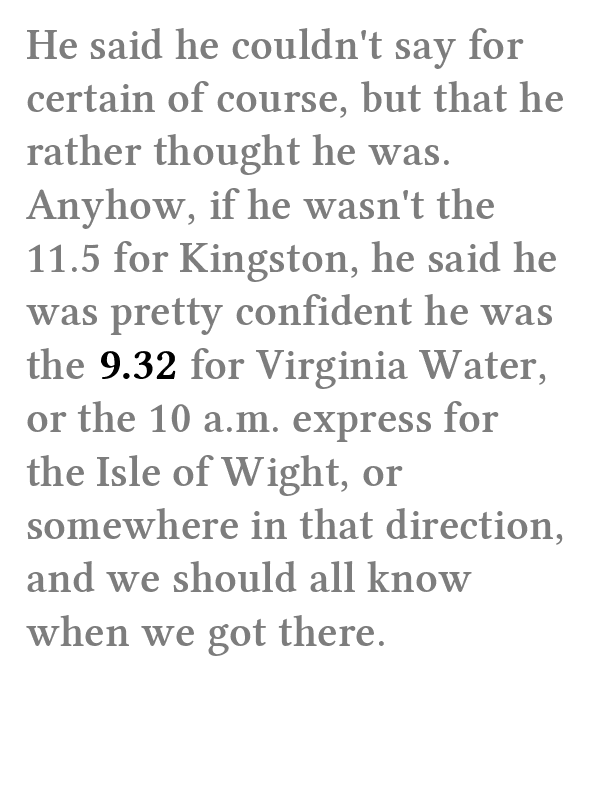 He said he couldn't say for
certain of course, but that he
rather thought he was.
Anyhow, if he wasn't the
11.5 for Kingston, he said he
was pretty confident he was
the 9.32 for Virginia Water,
or the 10 a.m. express for
the Isle of Wight, or
somewhere in that direction,
and we should all know
when we got there.